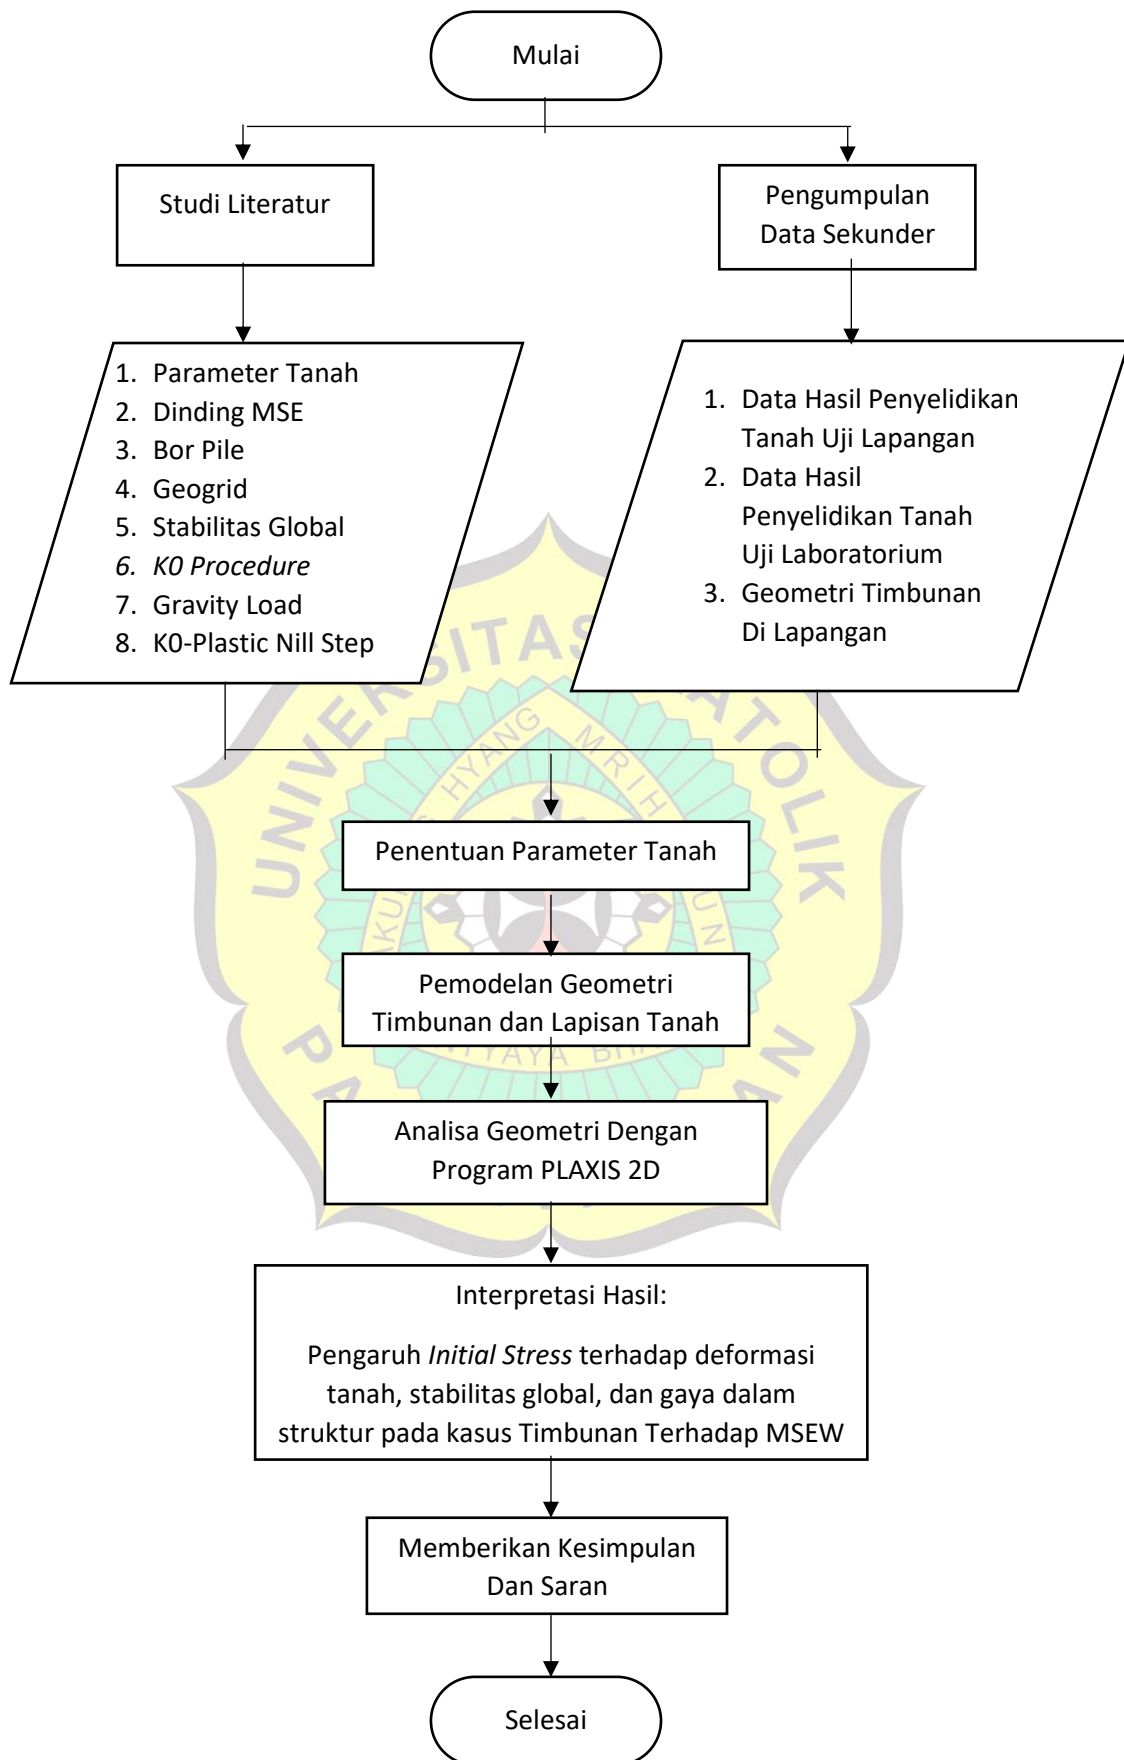 Mulai
Studi Literatur
Pengumpulan
Data Sekunder
1. Parameter Tanah
2. Dinding MSE
3. Bor Pile
4. Geogrid
5. Stabilitas Global
6. K0 Procedure
7. Gravity Load
8. K0-Plastic Nill Step
1. Data Hasil Penyelidikan
Tanah Uji Lapangan
2. Data Hasil
Penyelidikan Tanah
Uji Laboratorium
3. Geometri Timbunan
Di Lapangan
Penentuan Parameter Tanah
Pemodelan Geometri
Timbunan dan Lapisan Tanah
Analisa Geometri Dengan
Program PLAXIS 2D
Interpretasi Hasil:
Pengaruh Initial Stress terhadap deformasi
tanah, stabilitas global, dan gaya dalam
struktur pada kasus Timbunan Terhadap MSEW
Memberikan Kesimpulan
Dan Saran
Selesai
UNIVERSITAS
HYANG MRIH